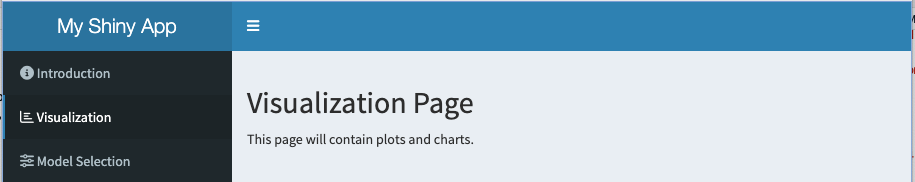 My Shiny App
Introduction
Visualization
Model Selection
Visualization Page
This page will contain plots and charts.